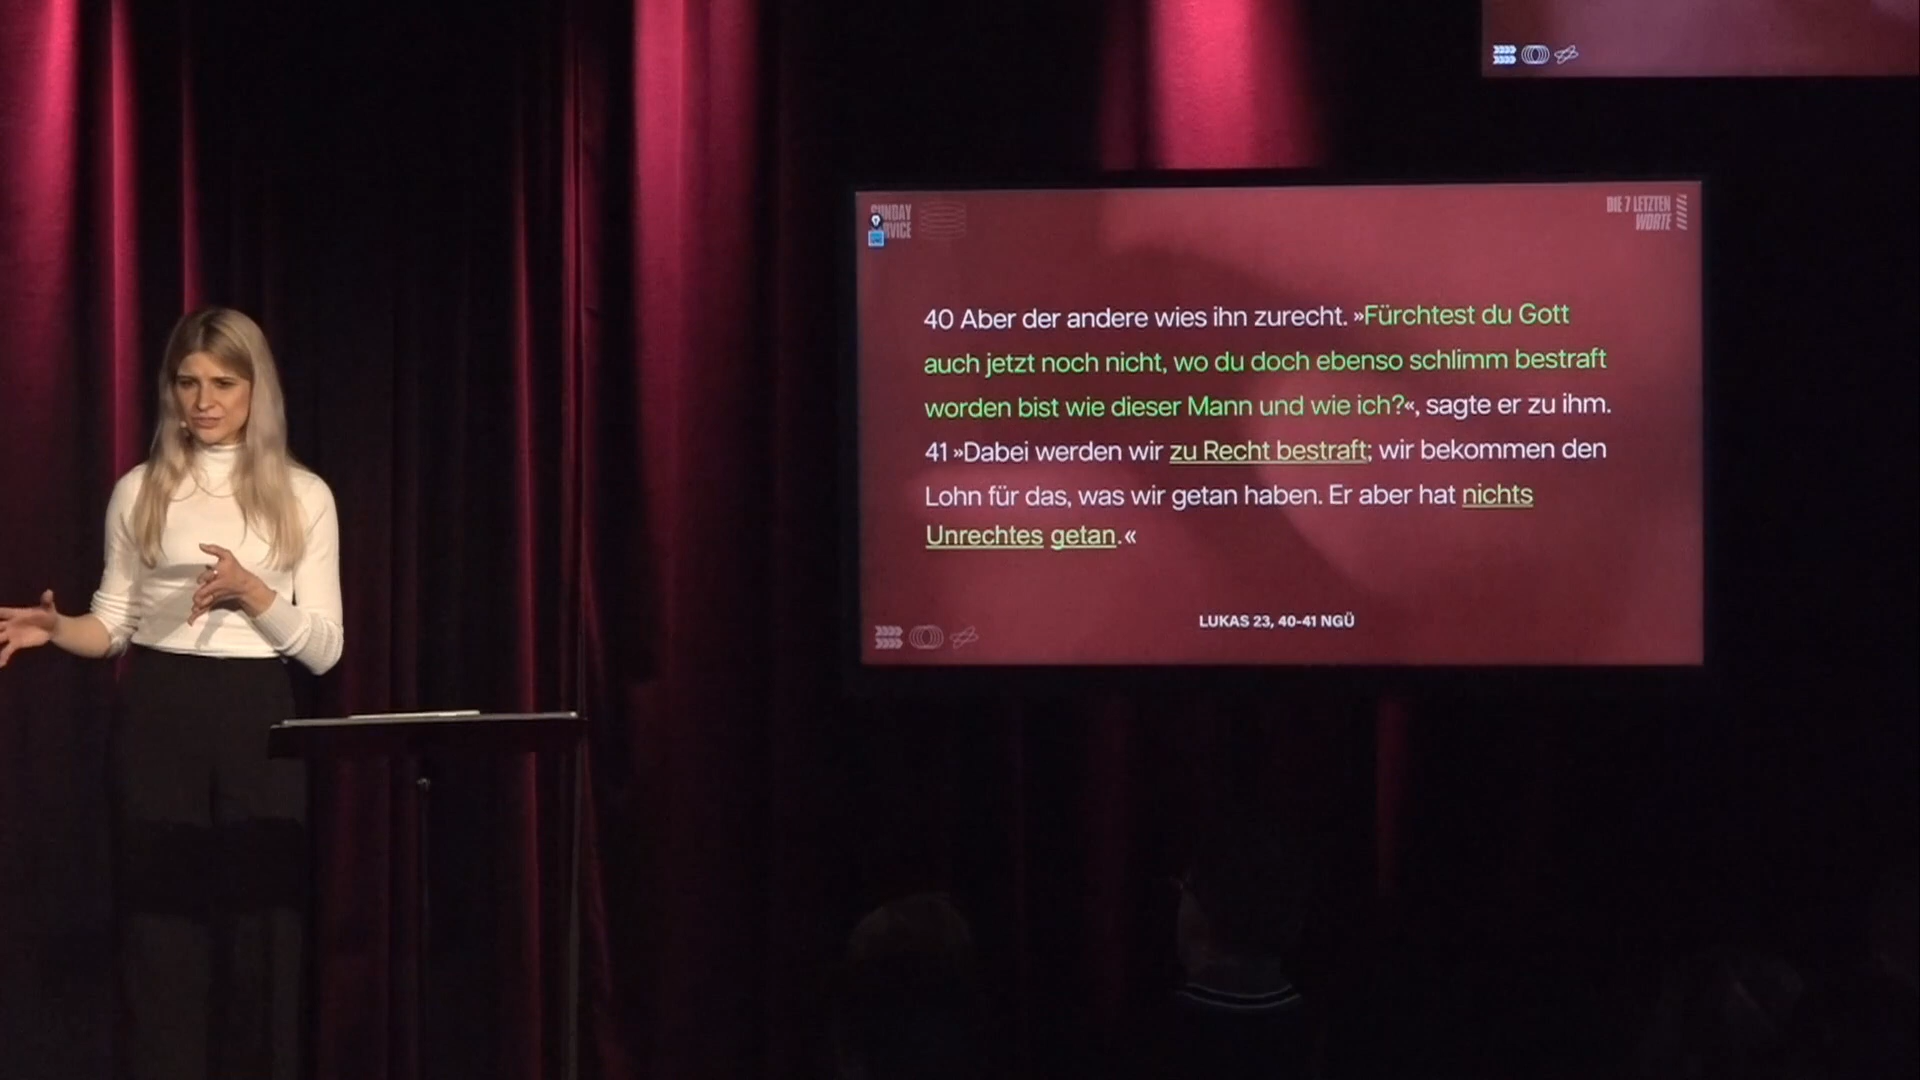 SUNDAY
DIE 7 LETZTEN
WORTE
40 Aber der andere wies ihn zurecht. »Fürchtest du Gott
auch jetzt noch nicht, wo du doch ebenso schlimm bestraft
worden bist wie dieser Mann und wie ich?«, sagte er zu ihm.
41 »Dabei werden wir zu Recht bestraft; wir bekommen den
Lohn für das, was wir getan haben. Er aber hat nichts
Unrechtes getan.«
LUKAS 23, 40-41 NGÜ